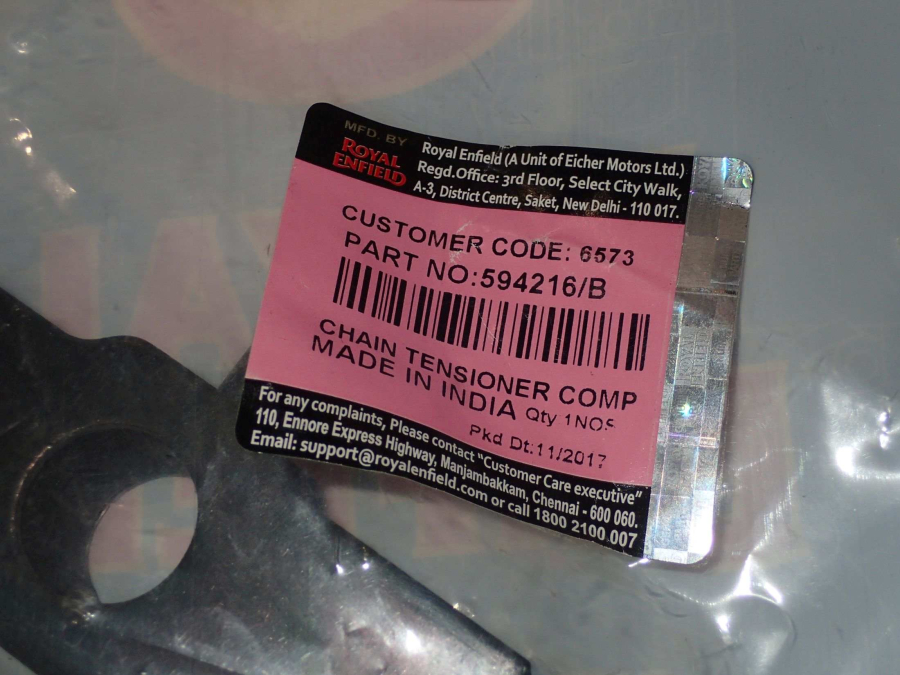 MFD. BY
ROYAL
ENFIELD
Royal Enfield (A Unit of Eicher Motors Ltd.)
Regd.Office: 3rd Floor, Select City Walk,
A-3, District Centre, Saket, New Delhi - 110 017.
CUSTOMER CODE: 6573
PART NO:594216/B
CHAIN TENSIONER COMP
MADE IN INDIA Qty 1NOS
Pkd Dt:11/2017
For any complaints, Please contact "Customer Care executive"
110, Ennore Express Highway, Manjambakkam, Chennai - 600 060.
Email: support@royalenfield.com or call 1800 2100 007